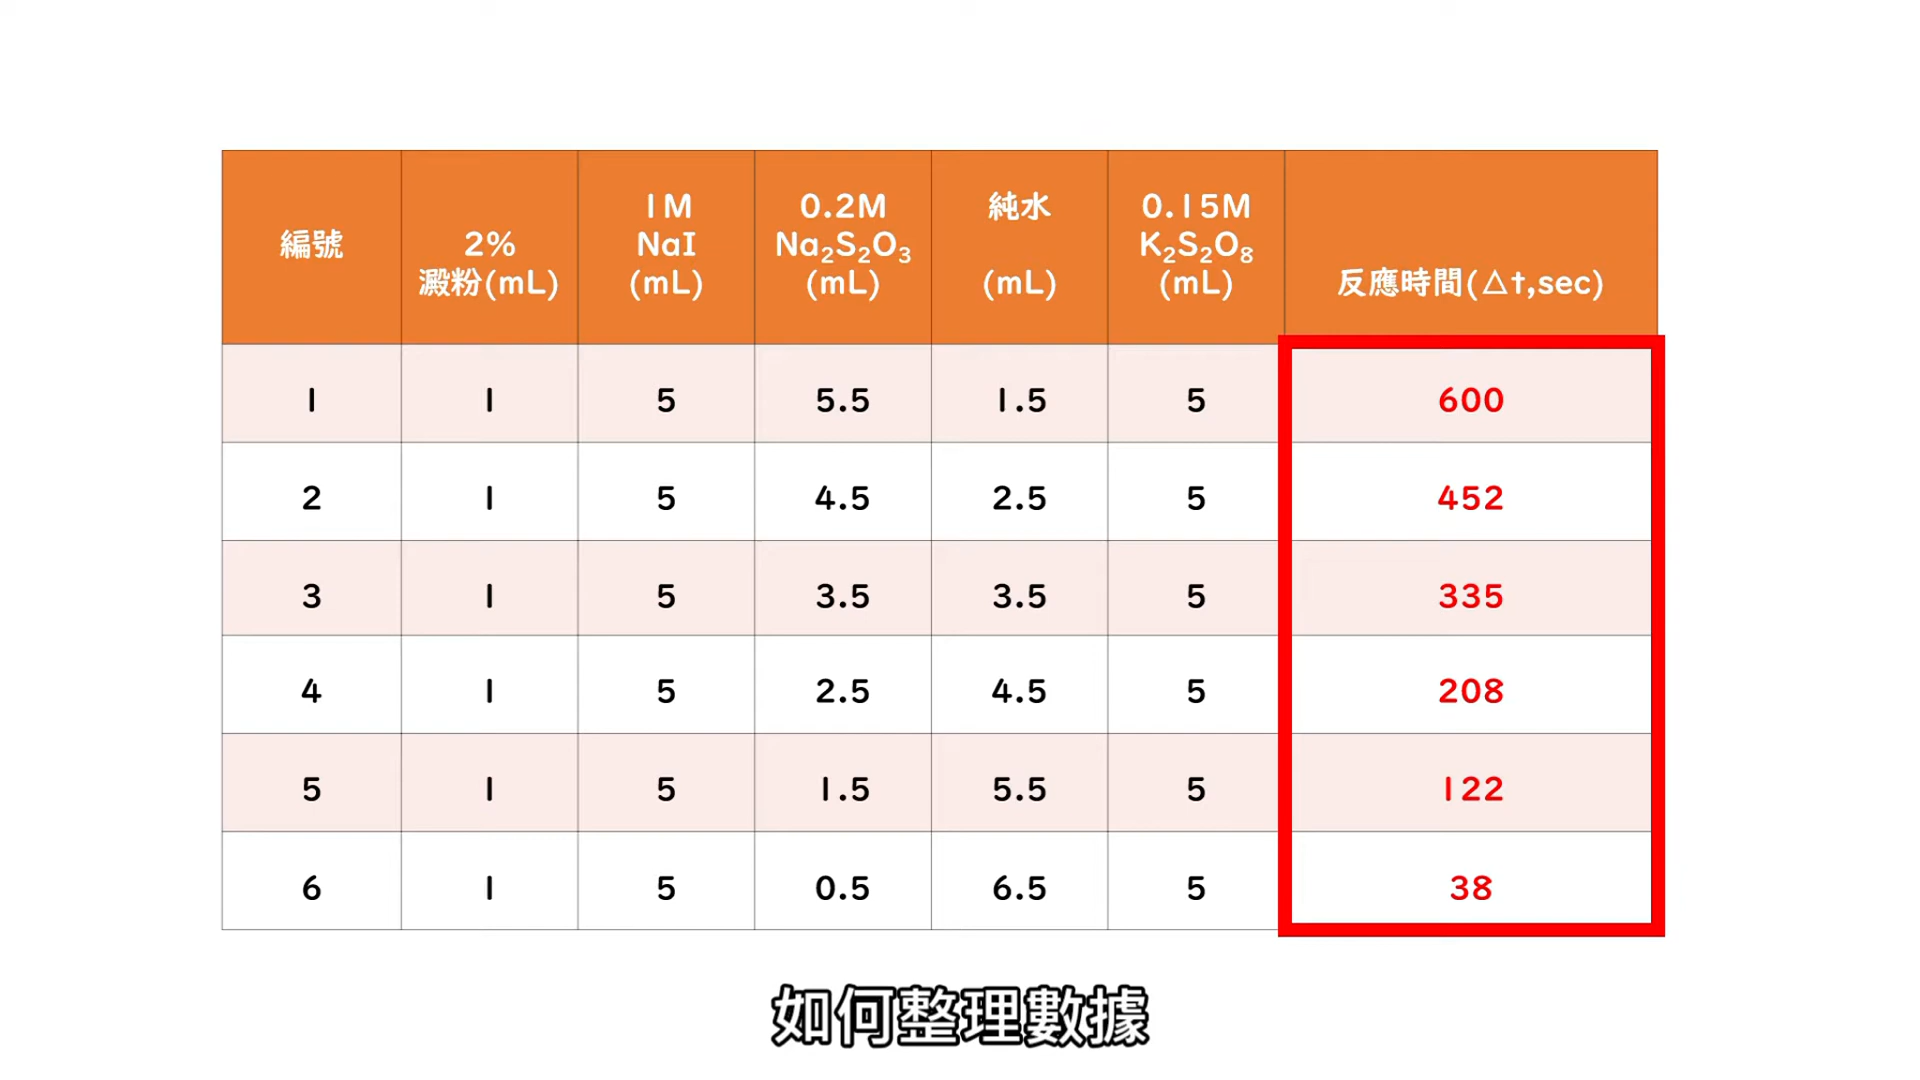 編號 2% 澱粉(mL) 1M NaI (mL) 0.2M Na₂S₂O₃ (mL) 純水 (mL) 0.15M K₂S₂O₈ (mL) 反應時間(△t,sec)
1 1 5 5.5 1.5 5 600
2 1 5 4.5 2.5 5 452
3 1 5 3.5 3.5 5 335
4 1 5 2.5 4.5 5 208
5 1 5 1.5 5.5 5 122
6 1 5 0.5 6.5 5 38
如何整理數據